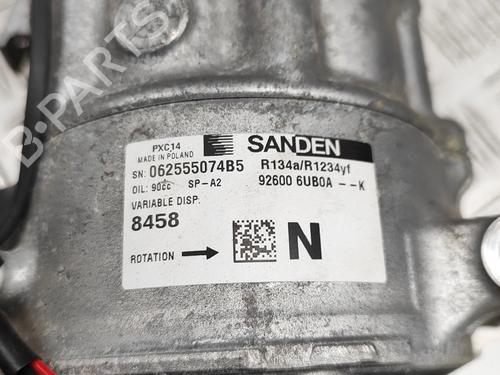 PXC14
MADE IN POLAND
SANDEN
SN: 062555074B5
R134a/R1234yf
OIL: 90cc SP-A2
92600 6UB0A - - K
VARIABLE DISP.
8458
ROTATION → N
B-PARTS